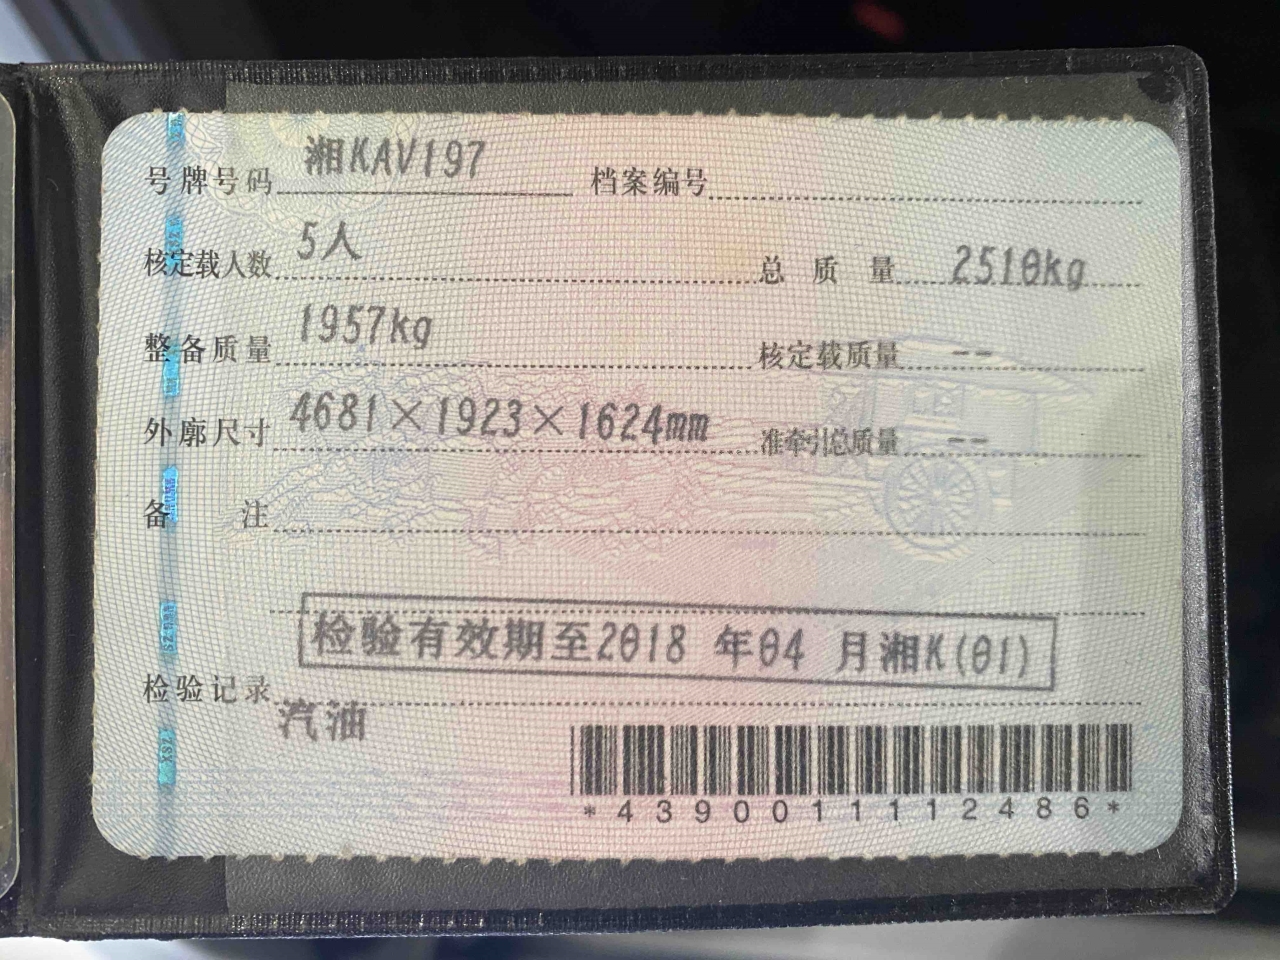 号牌号码 湘KAV197 档案编号
核定载人数 5人 总质量 2510kg
整备质量 1957kg 核定载质量 --
外廓尺寸 4681×1923×1624mm 准牵引总质量 --
备注
检验有效期至2018 年04 月湘K(01)
检验记录
汽油
*4390011112486*